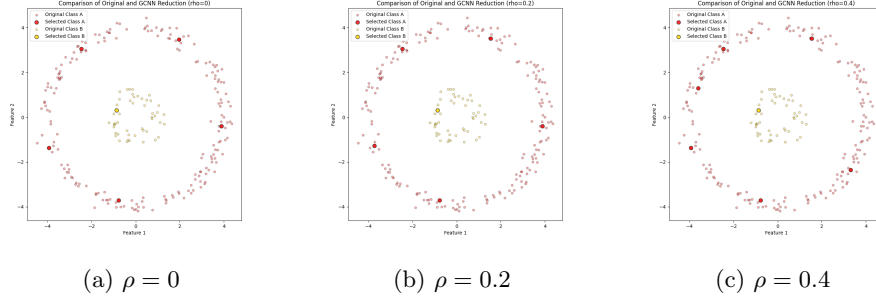 Comparison of Original and GCNN Reduction (rho=0)
Original Class A
Selected Class A
Original Class B
Selected Class B
Feature 2
4
2
0
−2
−4
−4
−2
0
2
4
Feature 1
(a) ρ = 0
Comparison of Original and GCNN Reduction (rho=0.2)
Original Class A
Selected Class A
Original Class B
Selected Class B
Feature 2
4
2
0
−2
−4
−4
−2
0
2
4
Feature 1
(b) ρ = 0.2
Comparison of Original and GCNN Reduction (rho=0.4)
Original Class A
Selected Class A
Original Class B
Selected Class B
Feature 2
4
2
0
−2
−4
−4
−2
0
2
4
Feature 1
(c) ρ = 0.4